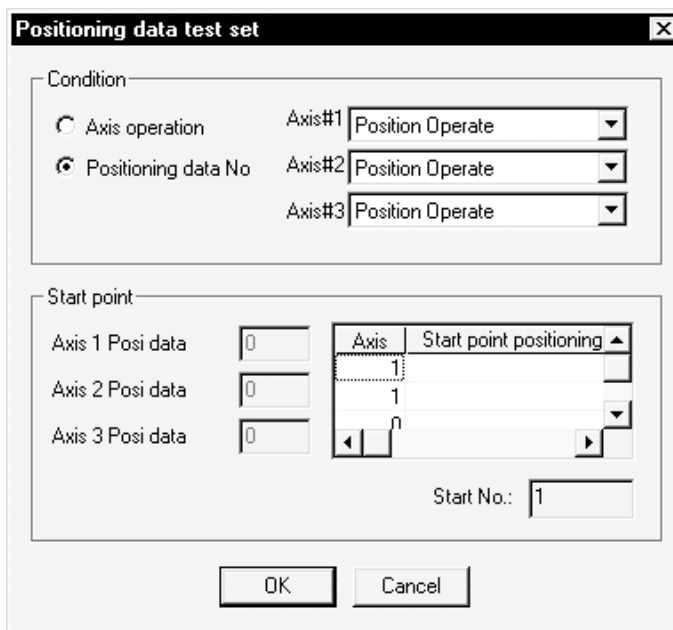 Positioning data test set
Condition
Axis operation
Positioning data No
Axis#1 Position Operate
Axis#2 Position Operate
Axis#3 Position Operate
Start point
Axis 1 Posi data 0
Axis 2 Posi data 0
Axis 3 Posi data 0
Axis Start point positioning
1
1
0
Start No.: 1
OK Cancel